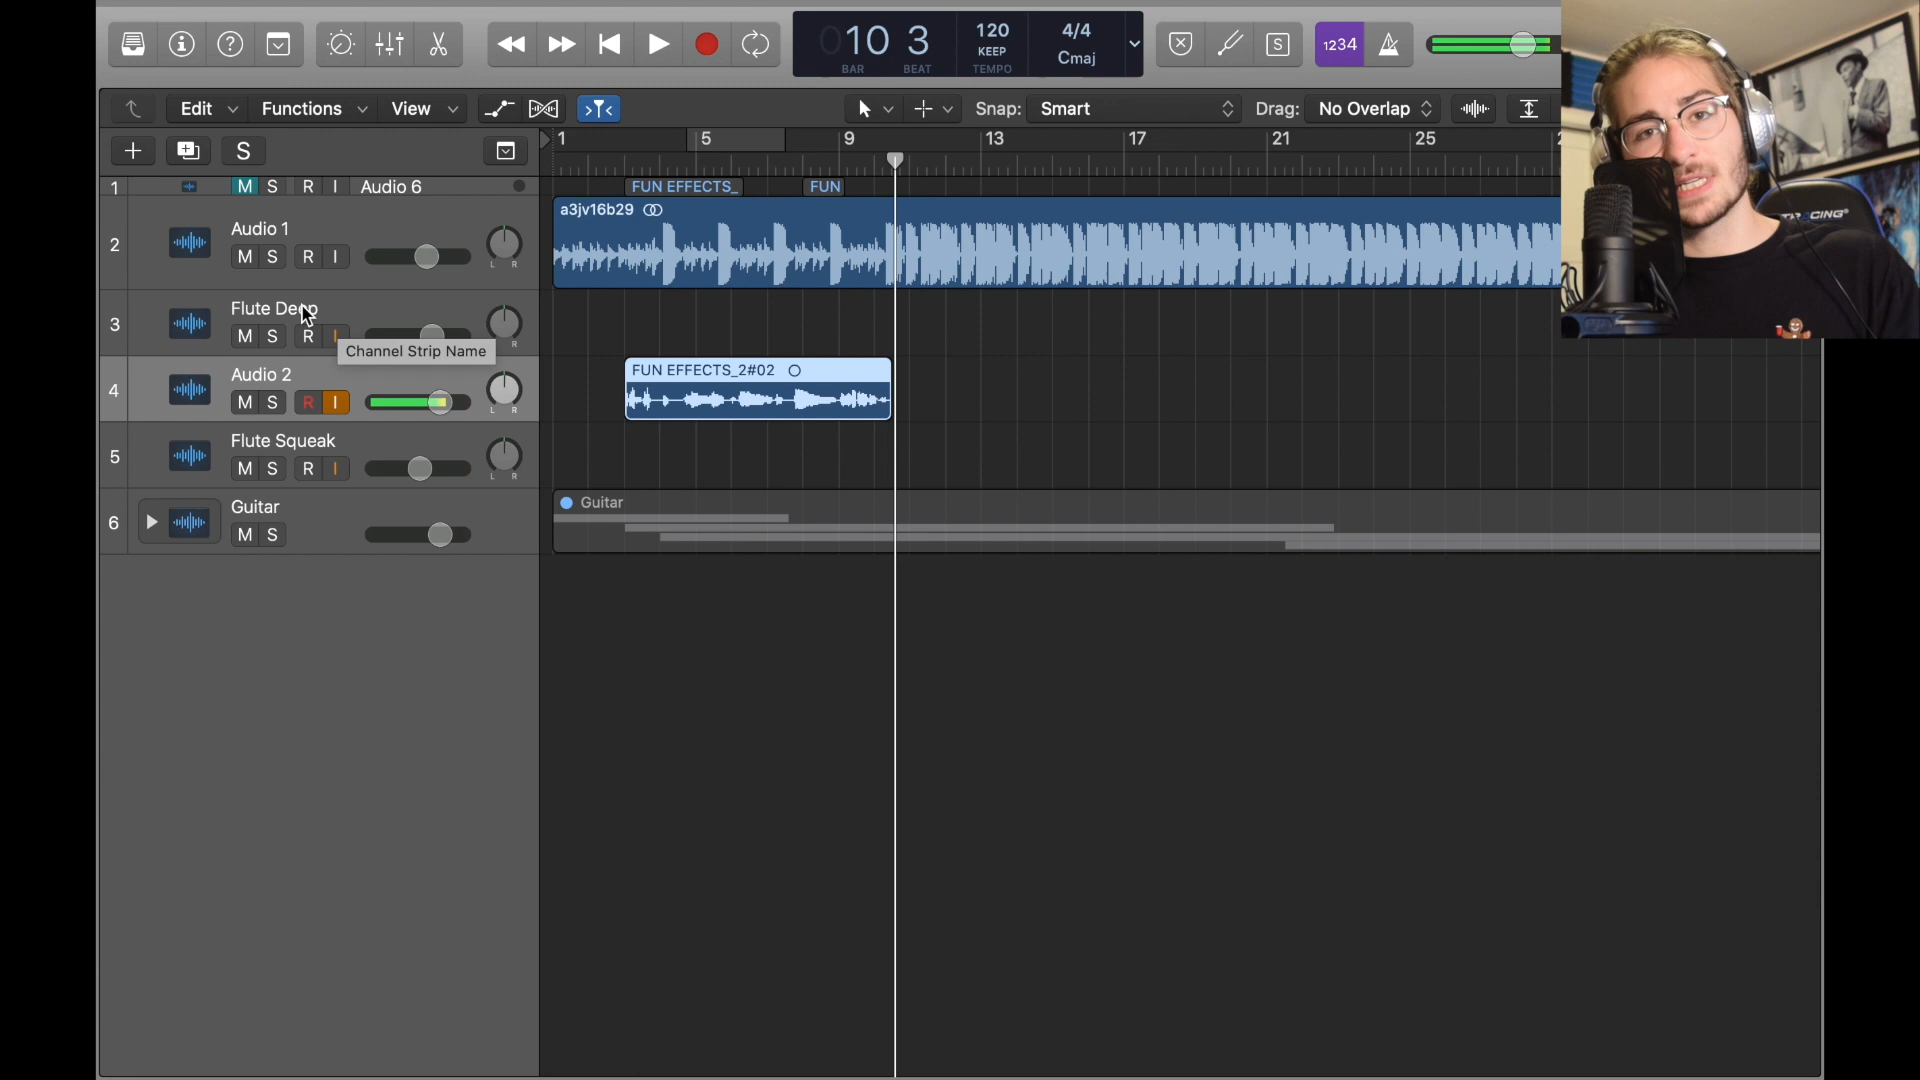 010 3
BAR
BEAT
120
KEEP
TEMPO
4/4
Cmaj
S
1234
Edit
Functions
View
Snap: Smart
Drag: No Overlap
S
1 5 9 13 17 21 25
1 M S R I Audio 6
FUN EFFECTS_
FUN
2
Audio 1
M S R I
L R
a3jv16b29
3
Flute Deep
M S R I
R
Channel Strip Name
4
Audio 2
M S R I
L R
FUN EFFECTS_2#02
5
Flute Squeak
M S R I
L R
6
Guitar
M S
Guitar